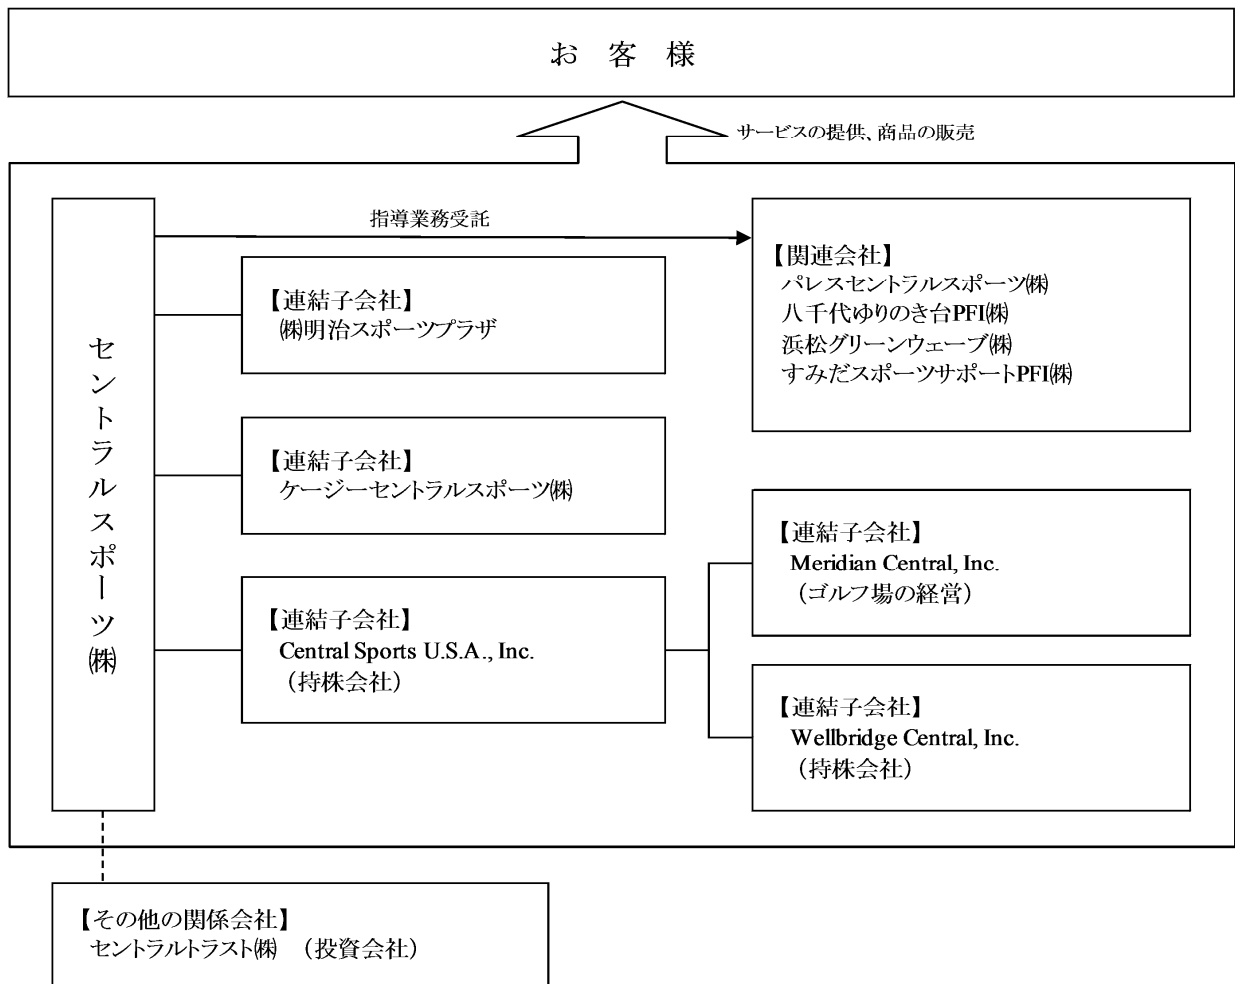 お 客 様
サービスの提供、商品の販売
セントラルスポーツ㈱
指導業務受託
【連結子会社】
㈱明治スポーツプラザ
【連結子会社】
ケージーセントラルスポーツ㈱
【連結子会社】
Central Sports U.S.A., Inc.
（持株会社）
【関連会社】
パレスセントラルスポーツ㈱
八千代ゆりのき台PFI㈱
浜松グリーンウェーブ㈱
すみだスポーツサポートPFI㈱
【連結子会社】
Meridian Central, Inc.
（ゴルフ場の経営）
【連結子会社】
Wellbridge Central, Inc.
（持株会社）
【その他の関係会社】
セントラルトラスト㈱ （投資会社）